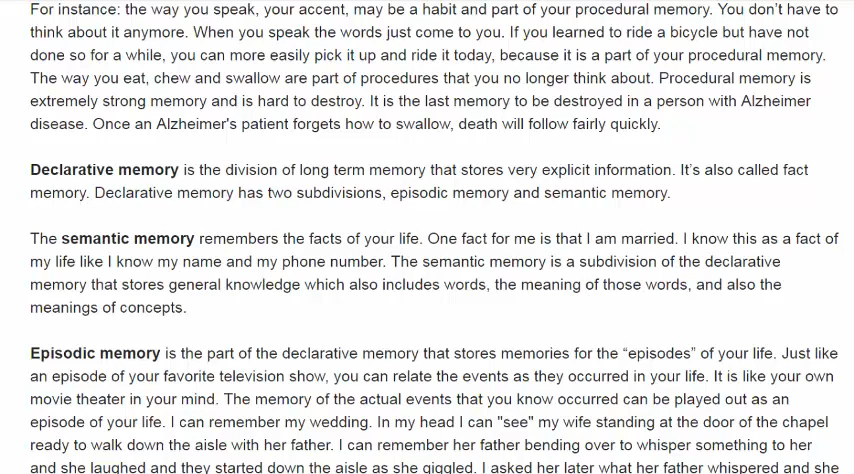 For instance: the way you speak, your accent, may be a habit and part of your procedural memory. You don’t have to
think about it anymore. When you speak the words just come to you. If you learned to ride a bicycle but have not
done so for a while, you can more easily pick it up and ride it today, because it is a part of your procedural memory.
The way you eat, chew and swallow are part of procedures that you no longer think about. Procedural memory is
extremely strong memory and is hard to destroy. It is the last memory to be destroyed in a person with Alzheimer
disease. Once an Alzheimer's patient forgets how to swallow, death will follow fairly quickly.
Declarative memory is the division of long term memory that stores very explicit information. It’s also called fact
memory. Declarative memory has two subdivisions, episodic memory and semantic memory.
The semantic memory remembers the facts of your life. One fact for me is that I am married. I know this as a fact of
my life like I know my name and my phone number. The semantic memory is a subdivision of the declarative
memory that stores general knowledge which also includes words, the meaning of those words, and also the
meanings of concepts.
Episodic memory is the part of the declarative memory that stores memories for the “episodes” of your life. Just like
an episode of your favorite television show, you can relate the events as they occurred in your life. It is like your own
movie theater in your mind. The memory of the actual events that you know occurred can be played out as an
episode of your life. I can remember my wedding. In my head I can "see" my wife standing at the door of the chapel
ready to walk down the aisle with her father. I can remember her father bending over to whisper something to her
and she laughed and they started down the aisle as she giggled. I asked her later what her father whispered and she